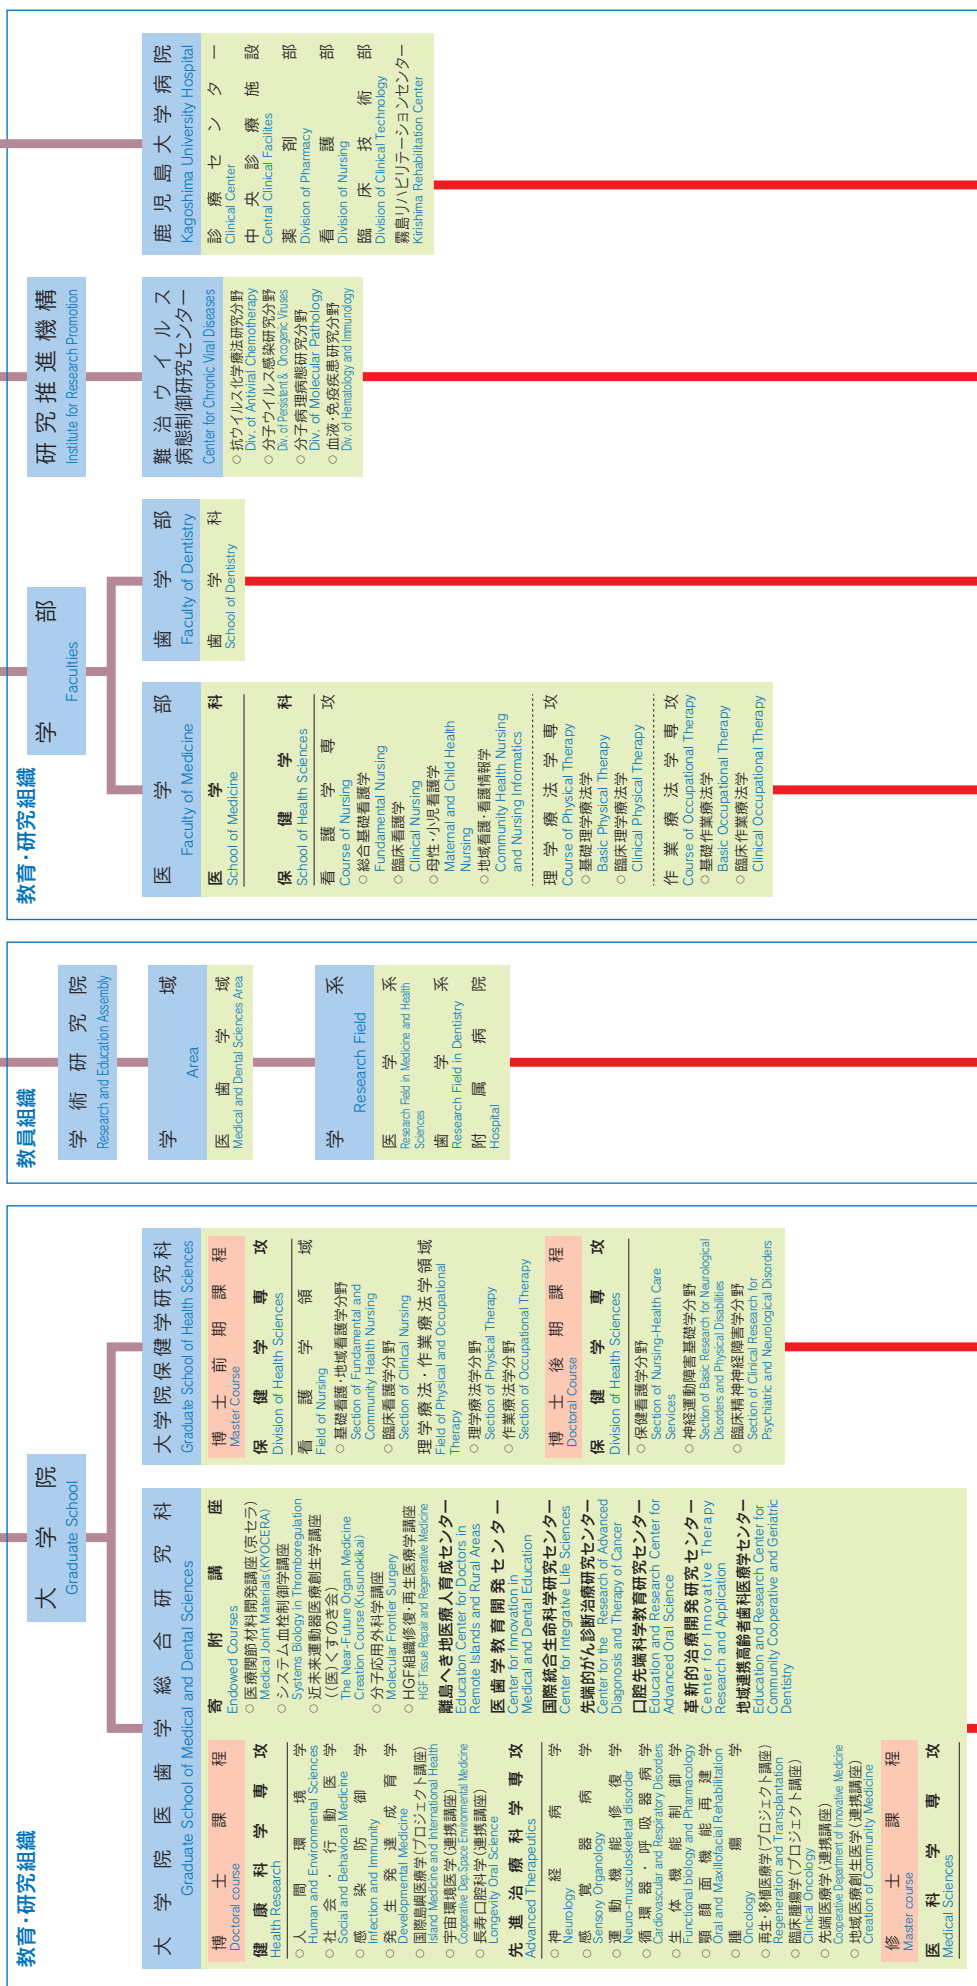 教育・研究組織
大学院
Graduate School
大学院医歯学総合研究科
Graduate School of Medical and Dental Sciences
博士課程
Doctoral course
健康科学専攻
Health Research
○人間環境学
Human and Environmental Sciences
○社会・行動医学
Social and Behavioral Medicine
○感染防御学
Infection and Immunity
○発生発達成育学
Developmental Medicine
○国際島嶼医療学(プロジェクト講座)
Island Medicine and International Health
○宇宙環境医学(連携講座)
Cooperative Dep.Space Environmental Medicine
○長寿口腔科学(連携講座)
Longevity Oral Science
先進治療科学専攻
Advanced Therapeutics
○神経病学
Neurology
○感覚器病学
Sensory Organology
○運動機能修復学
Neuro-musculoskeletal disorder
○循環器・呼吸器病学
Cardiovascular and Respiratory Disorders
○生体機能制御学
Functional biology and Pharmacology
○顎顔面機能再建学
Oral and Maxillofacial Rehabilitation
○腫瘍学
Oncology
○再生・移植医療学(プロジェクト講座)
Regeneration and Transplantation
○臨床腫瘍学(プロジェクト講座)
Clinical Oncology
○先端医療学(連携講座)
Cooperative Department of Innovative Medicine
○地域医療創生医学(連携講座)
Creation of Community Medicine
修士課程
Master course
医科学専攻
Medical Sciences
寄附講座
Endowed Courses
○医療関節材料開発講座(京セラ)
Medical Joint Materials(KYOCERA)
○システム血栓制御学講座
Systems Biology in Thromboregulation
○近未来運動器医療創生学講座
((医)くすのき会)
The Near-Future Organ Medicine
Creation Course(Kusunokikai)
○分子応用外科学講座
Molecular Frontier Surgery
○HGF組織修復・再生医療学講座
HGF Tissue Repair and Regenerative Medicine
離島へき地医療人育成センター
Education Center for Doctors in
Remote Islands and Rural Areas
医歯学教育開発センター
Center for Innovation in
Medical and Dental Education
国際統合生命科学研究センター
Center for Integrative Life Sciences
先端的がん診断治療研究センター
Center for the Research of Advanced
Diagnosis and Therapy of Cancer
口腔先端科学教育研究センター
Education and Research Center for
Advanced Oral Science
革新的治療開発研究センター
Center for Innovative Therapy
Research and Application
地域連携高齢者歯科医療学センター
Education and Research Center for
Community Cooperative and Geriatric
Dentistry
大学院保健学研究科
Graduate School of Health Sciences
博士前期課程
Master Course
保健学専攻
Division of Health Sciences
看護学領域
Field of Nursing
○基礎看護・地域看護学分野
Section of Fundamental and
Community Health Nursing
○臨床看護学分野
Section of Clinical Nursing
理学療法・作業療法学領域
Field of Physical and Occupational
Therapy
○理学療法学分野
Section of Physical Therapy
○作業療法学分野
Section of Occupational Therapy
博士後期課程
Doctoral Course
保健学専攻
Division of Health Sciences
○保健看護学分野
Section of Nursing-Health Care
Services
○神経運動障害基礎学分野
Section of Basic Research for Neurological
Disorders and Physical Disabilities
○臨床精神神経障害学分野
Section of Clinical Research for
Psychiatric and Neurological Disorders
教員組織
学術研究院
Research and Education Assembly
学域
Area
医歯学域
Medical and Dental Sciences Area
学系
Research Field
医学系
Research Field in Medicine and Health
Sciences
歯学系
Research Field in Dentistry
附属病院
Hospital
教育・研究組織
学部
Faculties
医学部
Faculty of Medicine
医学科
School of Medicine
保健学科
School of Health Sciences
看護学専攻
Course of Nursing
○総合基礎看護学
Fundamental Nursing
○臨床看護学
Clinical Nursing
○母性・小児看護学
Maternal and Child Health
Nursing
○地域看護・看護情報学
Community Health Nursing
and Nursing Informatics
理学療法学専攻
Course of Physical Therapy
○基礎理学療法学
Basic Physical Therapy
○臨床理学療法学
Clinical Physical Therapy
作業療法学専攻
Course of Occupational Therapy
○基礎作業療法学
Basic Occupational Therapy
○臨床作業療法学
Clinical Occupational Therapy
歯学部
Faculty of Dentistry
歯学科
School of Dentistry
研究推進機構
Institute for Research Promotion
難治ウイルス
病態制御研究センター
Center for Chronic Viral Diseases
○抗ウイルス化学療法研究分野
Div. of Antiviral Chemotherapy
○分子ウイルス感染研究分野
Div. of Persistent & Oncogenic Viruses
○分子病理病態研究分野
Div. of Molecular Pathology
○血液・免疫疾患研究分野
Div. of Hematology and Immunology
鹿児島大学病院
Kagoshima University Hospital
診療センター
Clinical Center
中央診療施設
Central Clinical Facilites
薬剤部
Division of Pharmacy
看護部
Division of Nursing
臨床技術部
Division of Clinical Technology
霧島リハビリテーションセンター
Kirishima Rehabilitation Center